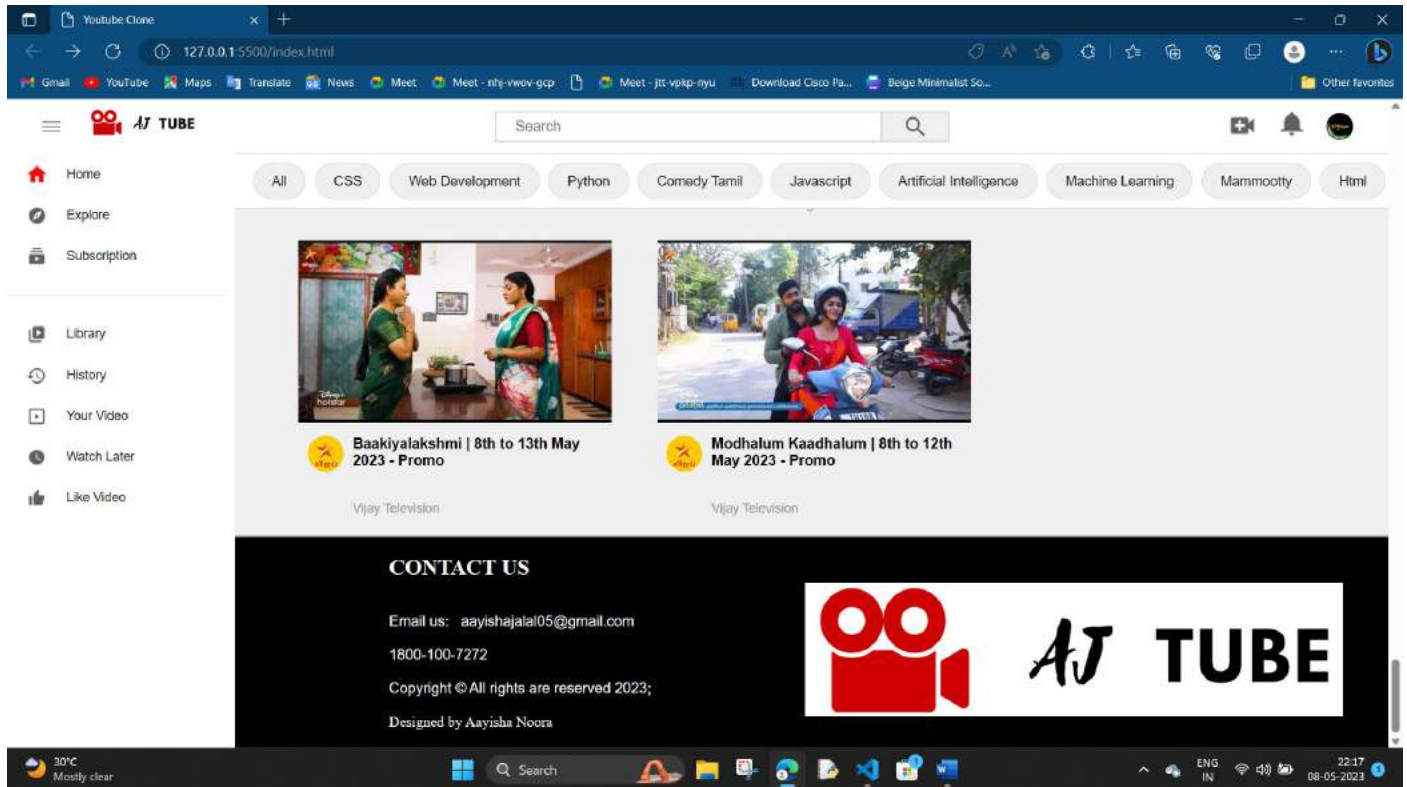 Youtube Clone
127.0.0.1:5500/index.html
Gmail YouTube Maps Translate News Meet Meet - nhj-vwov-gcp Meet - jtt-vpkp-nyu Download Cisco Pa... Beige Minimalist So... Other favorites
AJ TUBE Search
Home
Explore
Subscription
Library
History
Your Video
Watch Later
Like Video
All CSS Web Development Python Comedy Tamil Javascript Artificial Intelligence Machine Learning Mammootty Html
hotstar
Baakiyalakshmi | 8th to 13th May
2023 - Promo
Vijay Television
Modhalum Kaadhalum | 8th to 12th
May 2023 - Promo
Vijay Television
CONTACT US
Email us: aayishajalal05@gmail.com
1800-100-7272
Copyright © All rights are reserved 2023;
Designed by Aayisha Noora
AJ TUBE
30°C
Mostly clear
Search
ENG
IN
22:17
08-05-2023
1